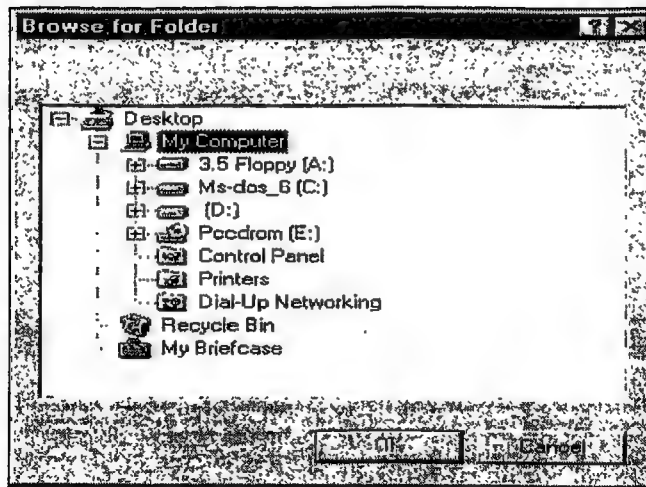 Browse for Folder
Desktop
My Computer
3.5 Floppy (A:)
Ms-dos_6 (C:)
(D:)
Pccdrom (E:)
Control Panel
Printers
Dial-Up Networking
Recycle Bin
My Briefcase
Cancel